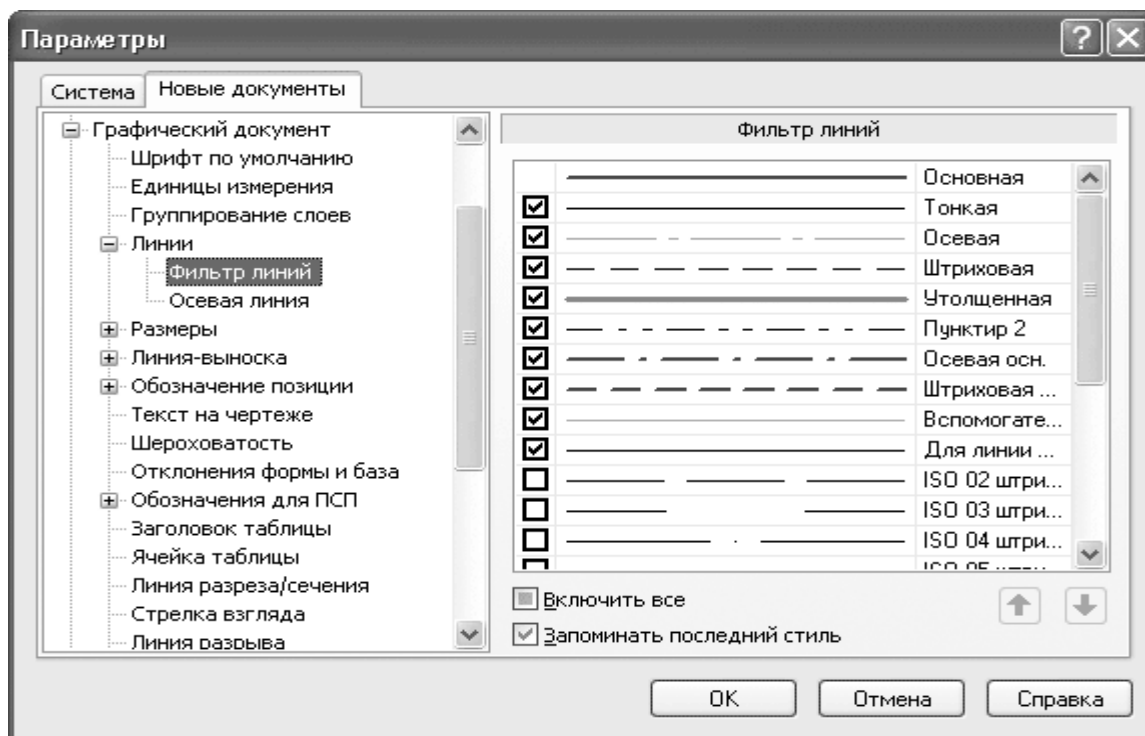 Параметры
Система
Новые документы
Графический документ
Шрифт по умолчанию
Единицы измерения
Группирование слоев
Линии
Фильтр линий
Осевая линия
Размеры
Линия-выноска
Обозначение позиции
Текст на чертеже
Шероховатость
Отклонения формы и база
Обозначения для ПСП
Заголовок таблицы
Ячейка таблицы
Линия разреза/сечения
Стрелка взгляда
Линия разрыва
Фильтр линий
Основная
Тонкая
Осевая
Штриховая
Утолщенная
Пунктир 2
Осевая осн.
Штриховая ...
Вспомогате...
Для линии ...
ISO 02 штри...
ISO 03 штри...
ISO 04 штри...
ISO 05 штри...
Включить все
Запоминать последний стиль
OK
Отмена
Справка